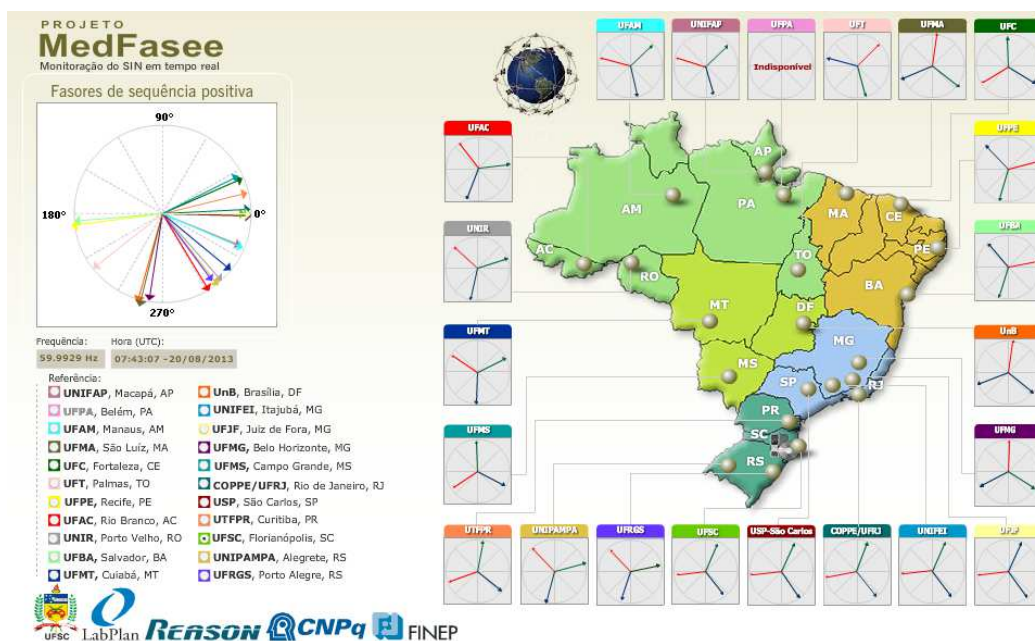 PROJETO
MedFasee
Monitoração do SIN em tempo real
Fasores de sequência positiva
90°
180°
0°
270°
Frequência:
Hora (UTC):
59.9929 Hz
07:43:07 -20/08/2013
Referência:
UNIFAP, Macapá, AP
UFPA, Belém, PA
UFAM, Manaus, AM
UFMA, São Luíz, MA
UFC, Fortaleza, CE
UFT, Palmas, TO
UFPE, Recife, PE
UFAC, Rio Branco, AC
UNIR, Porto Velho, RO
UFBA, Salvador, BA
UFMT, Cuiabá, MT
UnB, Brasília, DF
UNIFEI, Itajubá, MG
UFJF, Juiz de Fora, MG
UFMG, Belo Horizonte, MG
UFMS, Campo Grande, MS
COPPE/UFRJ, Rio de Janeiro, RJ
USP, São Carlos, SP
UTFPR, Curitiba, PR
UFSC, Florianópolis, SC
UNIPAMPA, Alegrete, RS
UFRGS, Porto Alegre, RS
UFSC
LabPlan
REASON
CNPq
FINEP
UFAM
UNIFAP
UFPA
UFT
UFMA
UFC
Indisponível
UFAC
UFPE
UNIR
UFBA
UFMT
UnB
UFMS
UFMG
AP
AM
PA
MA
CE
PE
AC
RO
TO
BA
MT
DF
MG
MS
SP
RJ
PR
SC
RS
UTFPR
UNIPAMPA
UFRGS
UFSC
USP-São Carlos
COPPE/UFRJ
UNIFEI
UFJF